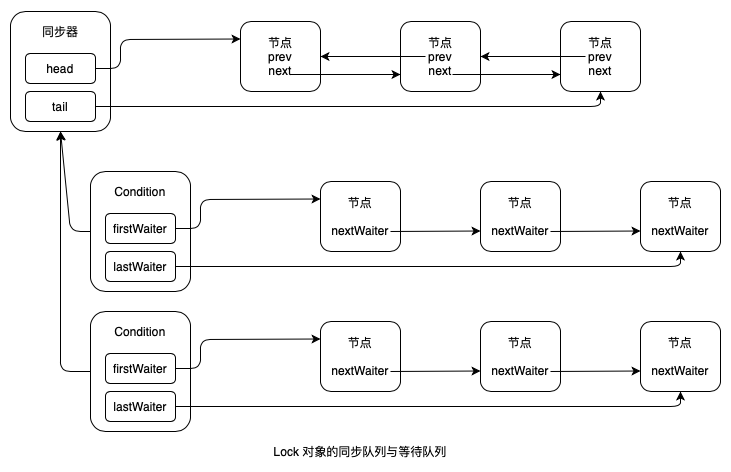 同步器
head
tail
节点
prev
next
节点
prev
next
节点
prev
next
Condition
firstWaiter
lastWaiter
节点
nextWaiter
节点
nextWaiter
节点
nextWaiter
Condition
firstWaiter
lastWaiter
节点
nextWaiter
节点
nextWaiter
节点
nextWaiter
Lock 对象的同步队列与等待队列